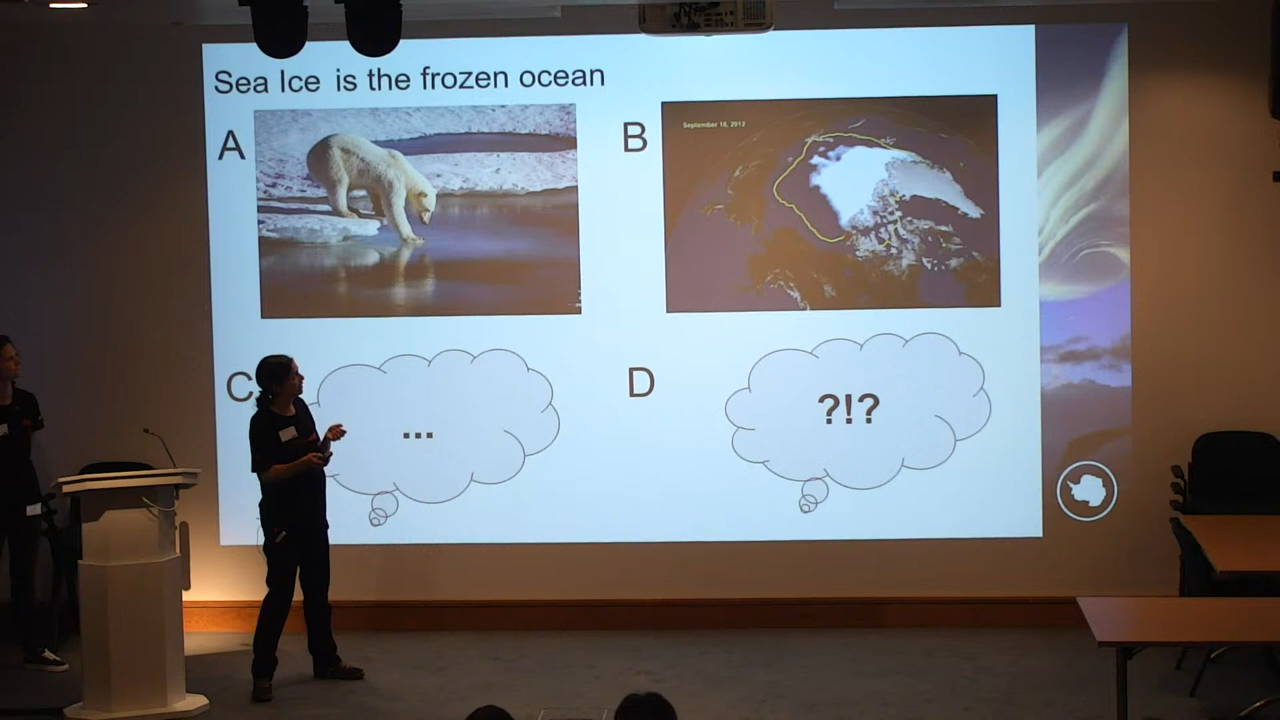 Sea Ice is the frozen ocean
A
B
September 16, 2012
C
...
D
?!?